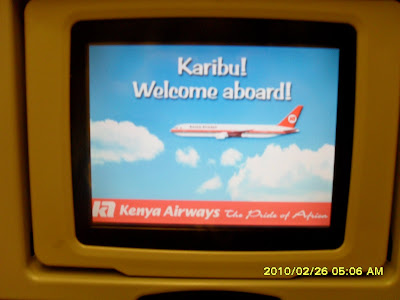 Karibu!
Welcome aboard!
Kenya Airways The Pride of Africa
2010/02/26 05:06 AM